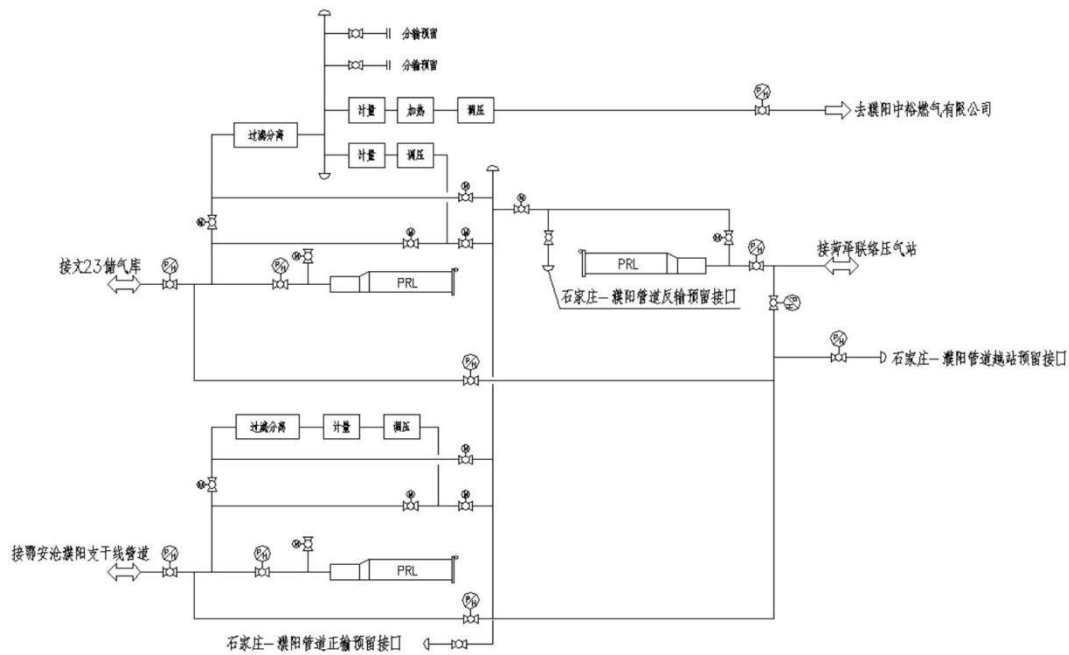 分输预留
分输预留
计量
加热
调压
P/H
去濮阳中裕燃气有限公司
过滤分离
计量
调压
M
M
M
M
M
接文23储气库
P/H
P/H
M
PRL
PRL
M
P/H
接菏泽联络压气站
石家庄—濮阳管道反输预留接口
P/H
P/H
石家庄—濮阳管道越站预留接口
P/H
过滤分离
计量
调压
M
M
M
M
接鄂安沧濮阳支干线管道
P/H
P/H
M
PRL
P/H
石家庄—濮阳管道正输预留接口